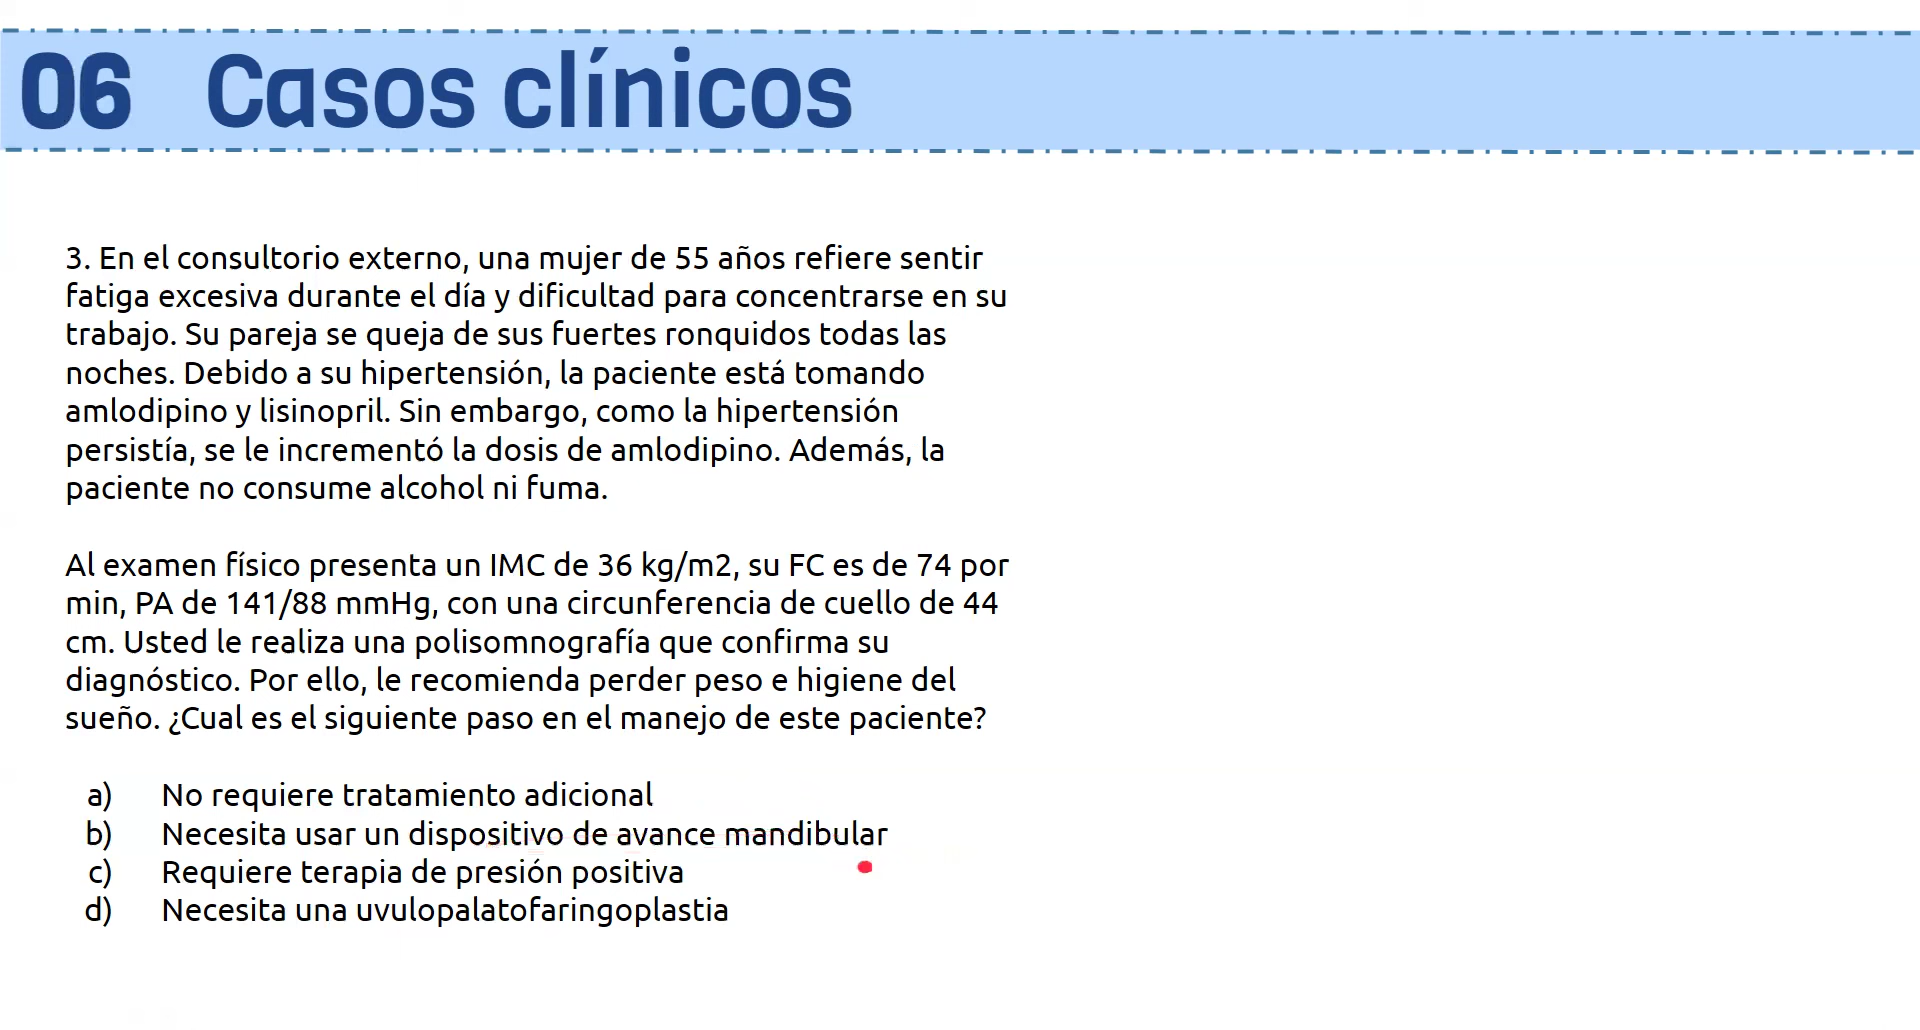 06 Casos clínicos
3. En el consultorio externo, una mujer de 55 años refiere sentir
fatiga excesiva durante el día y dificultad para concentrarse en su
trabajo. Su pareja se queja de sus fuertes ronquidos todas las
noches. Debido a su hipertensión, la paciente está tomando
amlodipino y lisinopril. Sin embargo, como la hipertensión
persistía, se le incrementó la dosis de amlodipino. Además, la
paciente no consume alcohol ni fuma.
Al examen físico presenta un IMC de 36 kg/m2, su FC es de 74 por
min, PA de 141/88 mmHg, con una circunferencia de cuello de 44
cm. Usted le realiza una polisomnografía que confirma su
diagnóstico. Por ello, le recomienda perder peso e higiene del
sueño. ¿Cual es el siguiente paso en el manejo de este paciente?
a) No requiere tratamiento adicional
b) Necesita usar un dispositivo de avance mandibular
c) Requiere terapia de presión positiva
d) Necesita una uvulopalatofaringoplastia